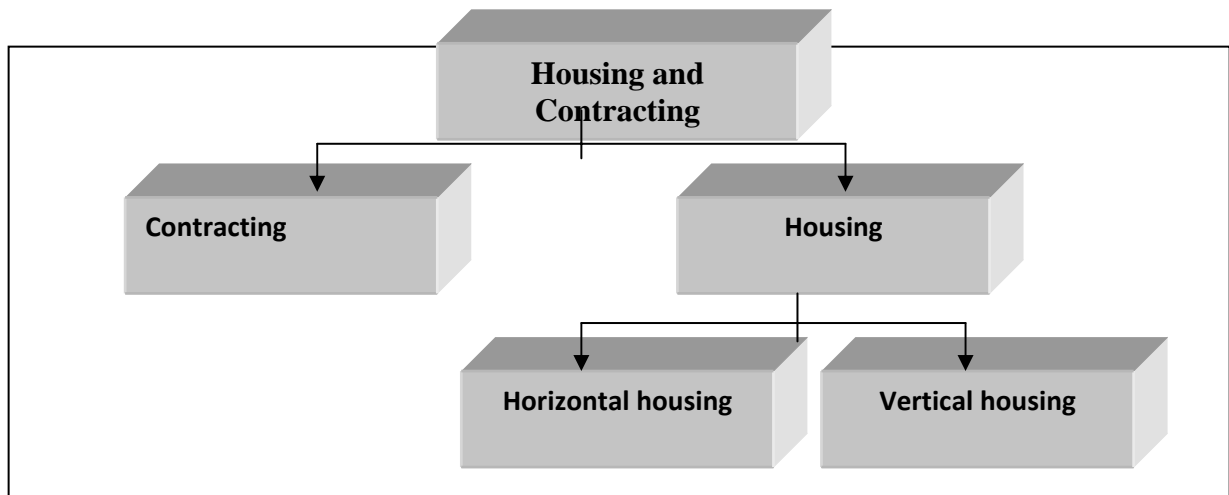 Housing and
Contracting
Contracting
Housing
Horizontal housing
Vertical housing